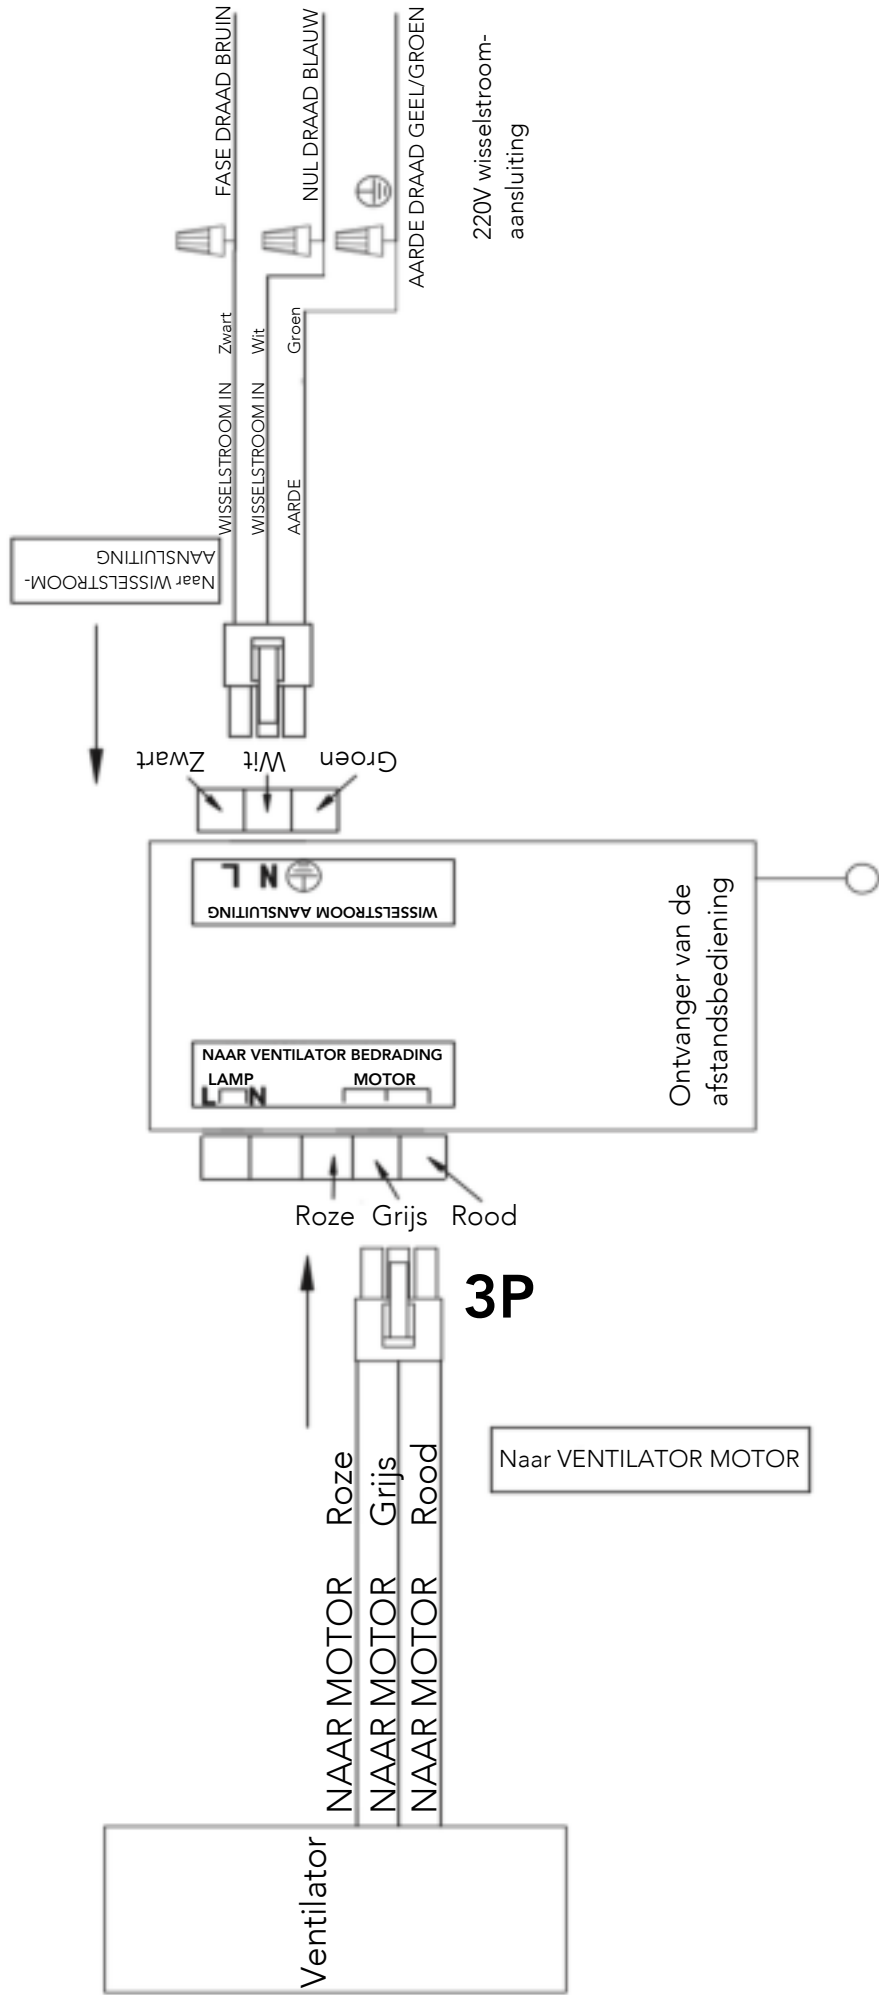 FASE DRAAD BRUIN
NUL DRAAD BLAUW
AARDE DRAAD GEEL/GROEN
220V wisselstroom-
aansluiting
Zwart
Wit
Groen
WISSELSTROOM IN
WISSELSTROOM IN
AARDE
Naar WISSELSTROOM-
AANSLUITING
Zwart
Wit
Groen
L N
WISSELSTROOM AANSLUITING
Ontvanger van de
afstandsbediening
NAAR VENTILATOR BEDRADING
LAMP MOTOR
L N
Roze Grijs Rood
3P
Naar VENTILATOR MOTOR
NAAR MOTOR Roze
NAAR MOTOR Grijs
NAAR MOTOR Rood
Ventilator